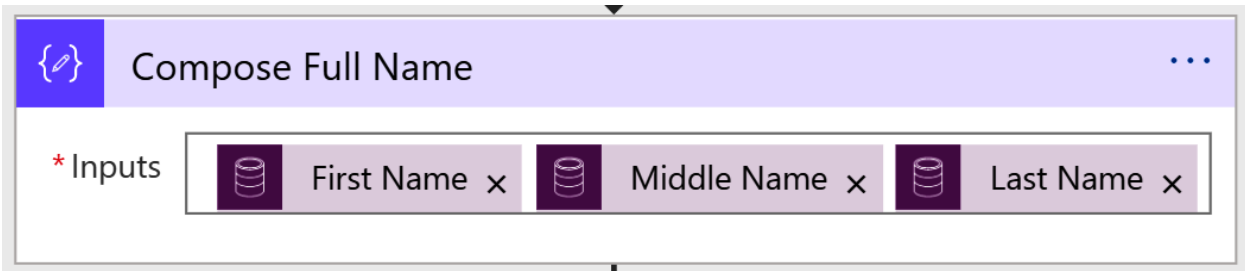 Compose Full Name
* Inputs First Name × Middle Name × Last Name ×